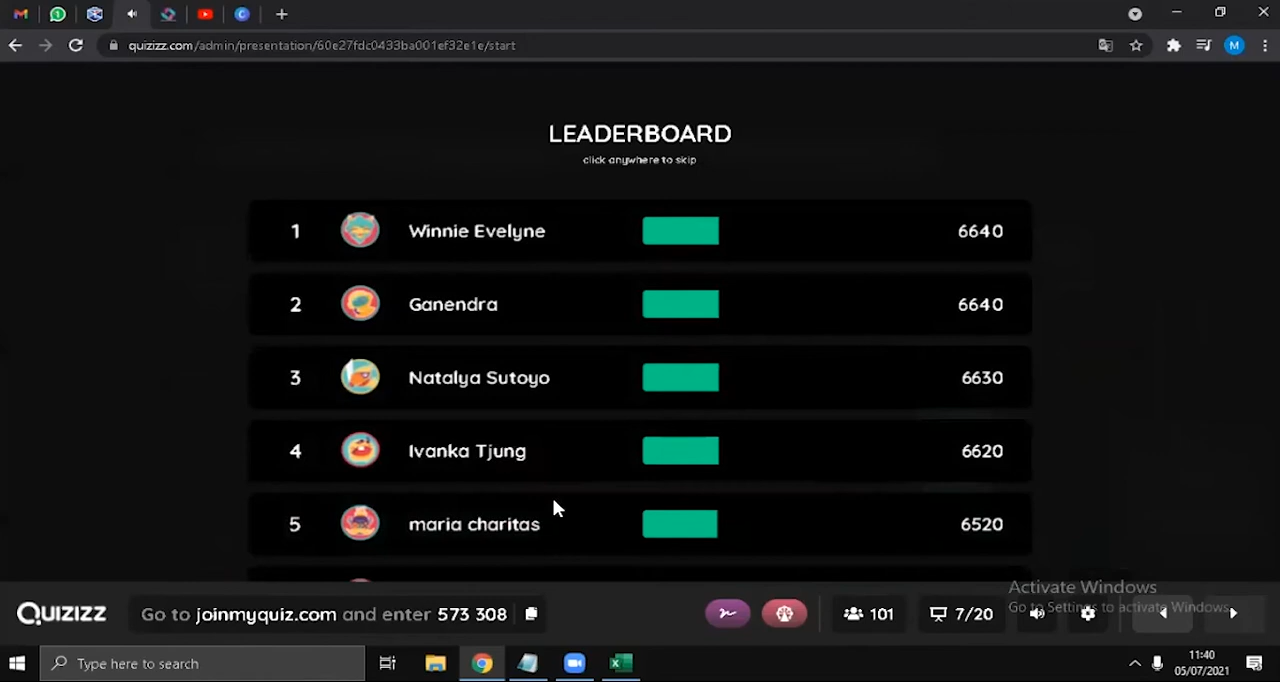 quizizz.com/admin/presentation/60e27fdc0433ba001ef32e1e/start
LEADERBOARD
click anywhere to skip
1 Winnie Evelyne 6640
2 Ganendra 6640
3 Natalya Sutoyo 6630
4 Ivanka Tjung 6620
5 maria charitas 6520
Activate Windows
Go to Settings to activate Windows.
Quizizz Go to joinmyquiz.com and enter 573 308 101 7/20
Type here to search
11:40
05/07/2021